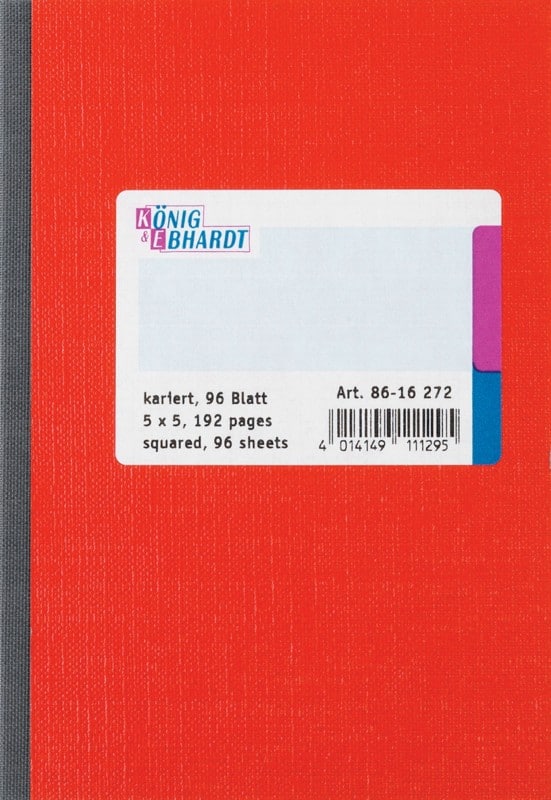 KÖNIG
& EBHARDT
kariert, 96 Blatt
5 x 5, 192 pages
squared, 96 sheets
Art. 86-16 272
4 014149 111295